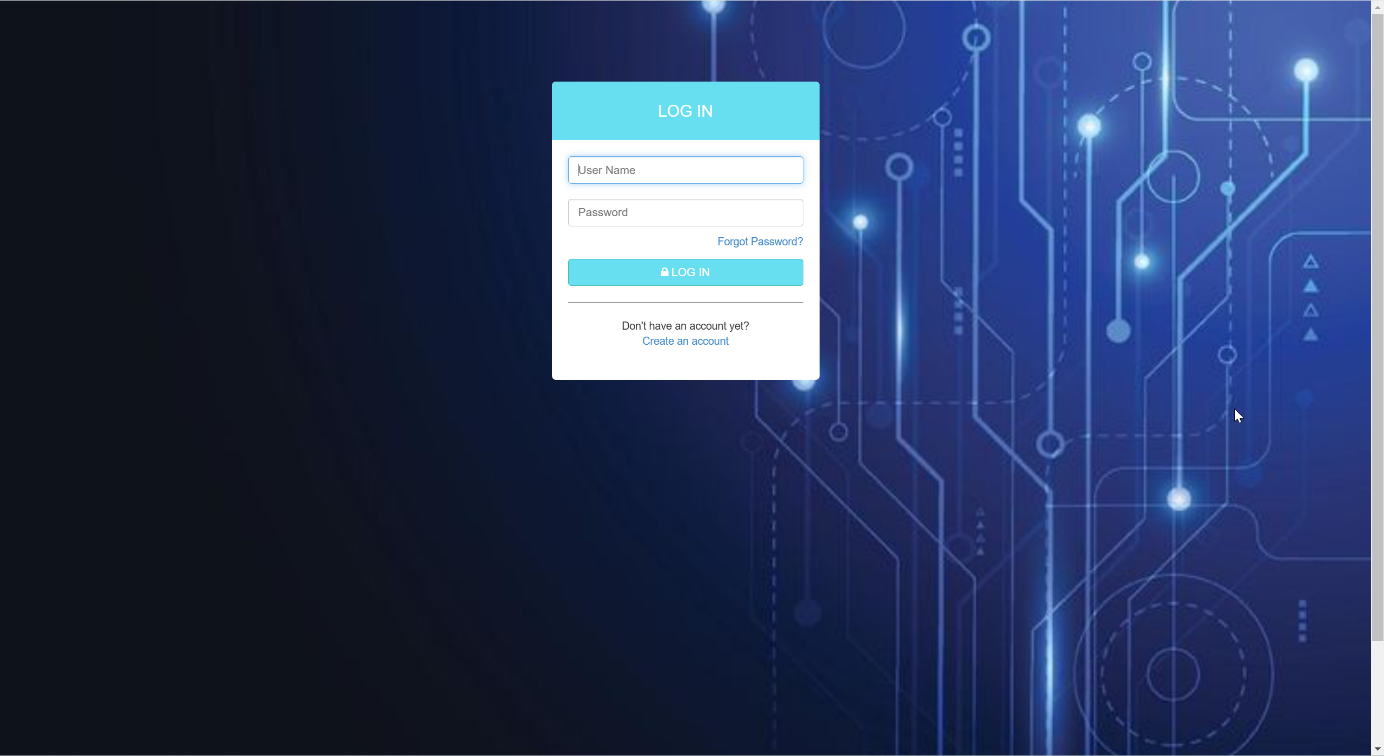 LOG IN
User Name
Password
Forgot Password?
LOG IN
Don't have an account yet?
Create an account